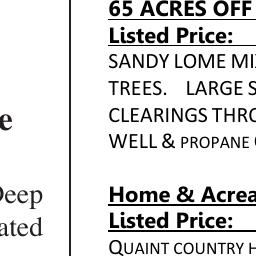 e
Deep
ated
65 ACRES OFF
Listed Price:
SANDY LOME MI
TREES. LARGE S
CLEARINGS THRO
WELL & PROPANE
Home & Acrea
Listed Price:
QUAINT COUNTRY H